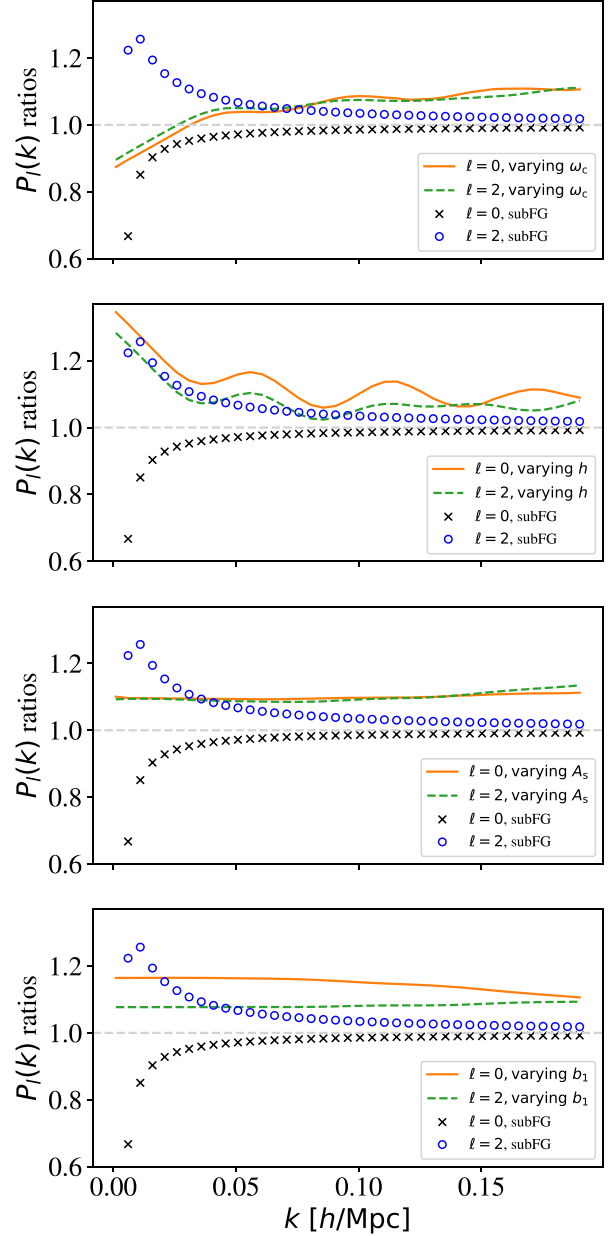 P_l(k) ratios
1.2
1.0
0.8
0.6
ℓ = 0, varying ω_c
ℓ = 2, varying ω_c
ℓ = 0, subFG
ℓ = 2, subFG
P_l(k) ratios
1.2
1.0
0.8
0.6
ℓ = 0, varying h
ℓ = 2, varying h
ℓ = 0, subFG
ℓ = 2, subFG
P_l(k) ratios
1.2
1.0
0.8
0.6
ℓ = 0, varying A_s
ℓ = 2, varying A_s
ℓ = 0, subFG
ℓ = 2, subFG
P_l(k) ratios
1.2
1.0
0.8
0.6
ℓ = 0, varying b_1
ℓ = 2, varying b_1
ℓ = 0, subFG
ℓ = 2, subFG
0.00 0.05 0.10 0.15
k [h/Mpc]